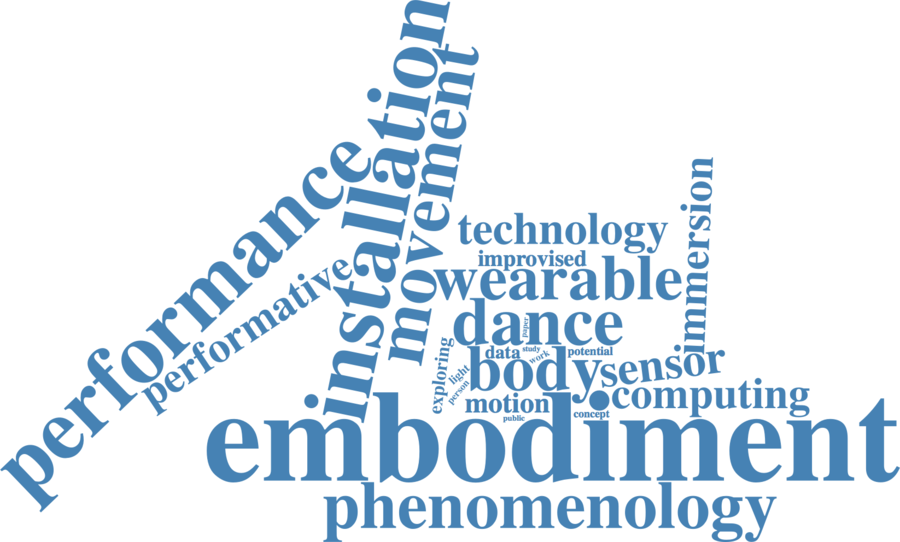 performance
performative
installation
movement
technology
immersion
improvised
wearable
dance
paper
exploring
data
study
work
potential
light
person
body
sensor
motion
computing
public
concept
embodiment
phenomenology